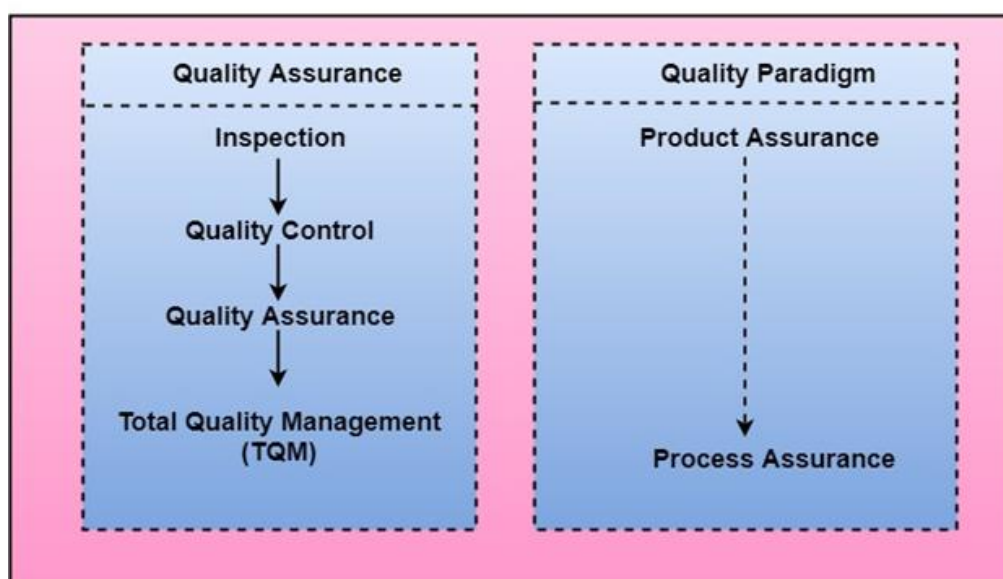 Quality Assurance
Inspection
Quality Control
Quality Assurance
Total Quality Management
(TQM)
Quality Paradigm
Product Assurance
Process Assurance